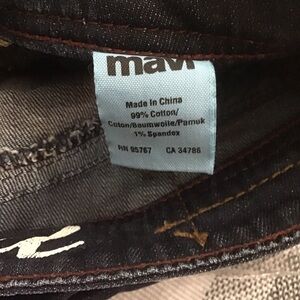 mavi
Made in China
99% Cotton/
Coton/Baumwolle/Pamuk
1% Spandex
RN 95767 CA 34786